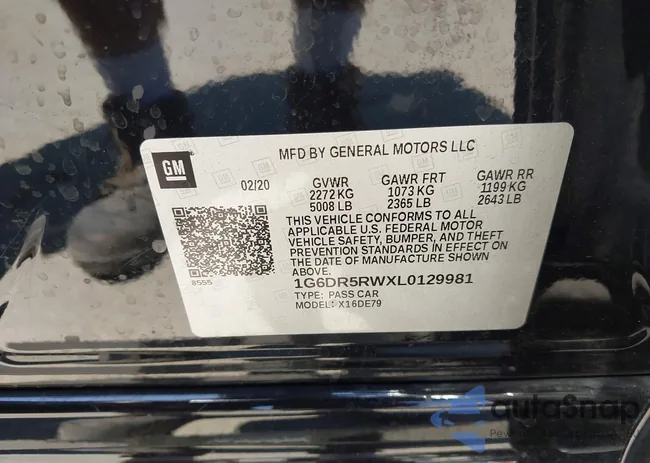 GM
MFD BY GENERAL MOTORS LLC
02/20
GVWR
2272 KG
5008 LB
GAWR FRT
1073 KG
2365 LB
GAWR RR
1199 KG
2643 LB
THIS VEHICLE CONFORMS TO ALL
APPLICABLE U.S. FEDERAL MOTOR
VEHICLE SAFETY, BUMPER, AND THEFT
PREVENTION STANDARDS IN EFFECT ON
THE DATE OF MANUFACTURE SHOWN
ABOVE.
8555
1G6DR5RWXL0129981
TYPE: PASS CAR
MODEL: X16DE79
autoSnap